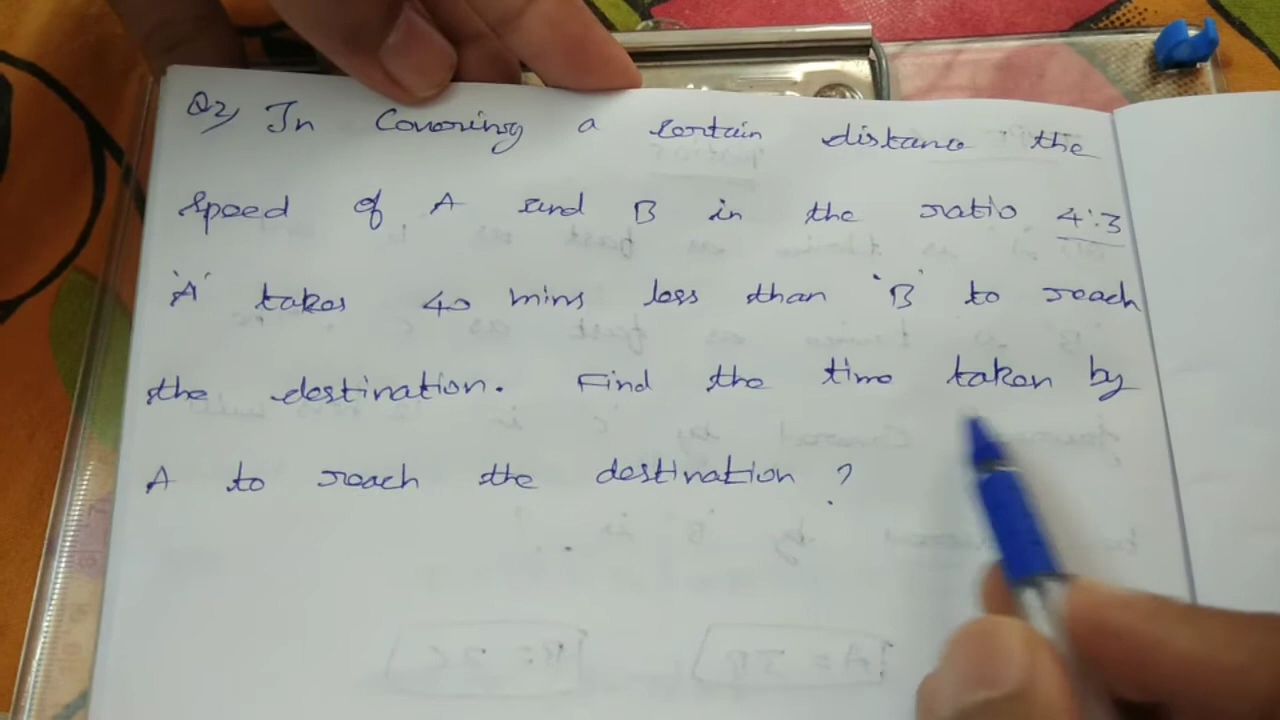 Q2) In Covering a certain distance the
speed of A and B in the ratio 4:3
'A' takes 40 mins less than 'B' to reach
the destination. Find the time taken by
A to reach the destination ?